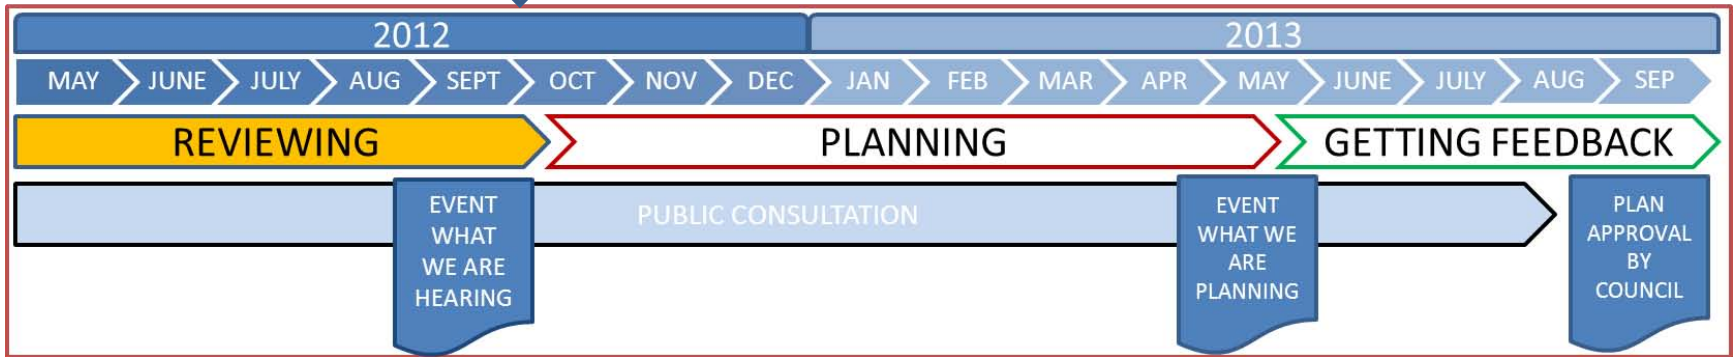 2012 2013
MAY JUNE JULY AUG SEPT OCT NOV DEC JAN FEB MAR APR MAY JUNE JULY AUG SEP
REVIEWING PLANNING GETTING FEEDBACK
PUBLIC CONSULTATION
EVENT
WHAT
WE ARE
HEARING
EVENT
WHAT WE
ARE
PLANNING
PLAN
APPROVAL
BY
COUNCIL